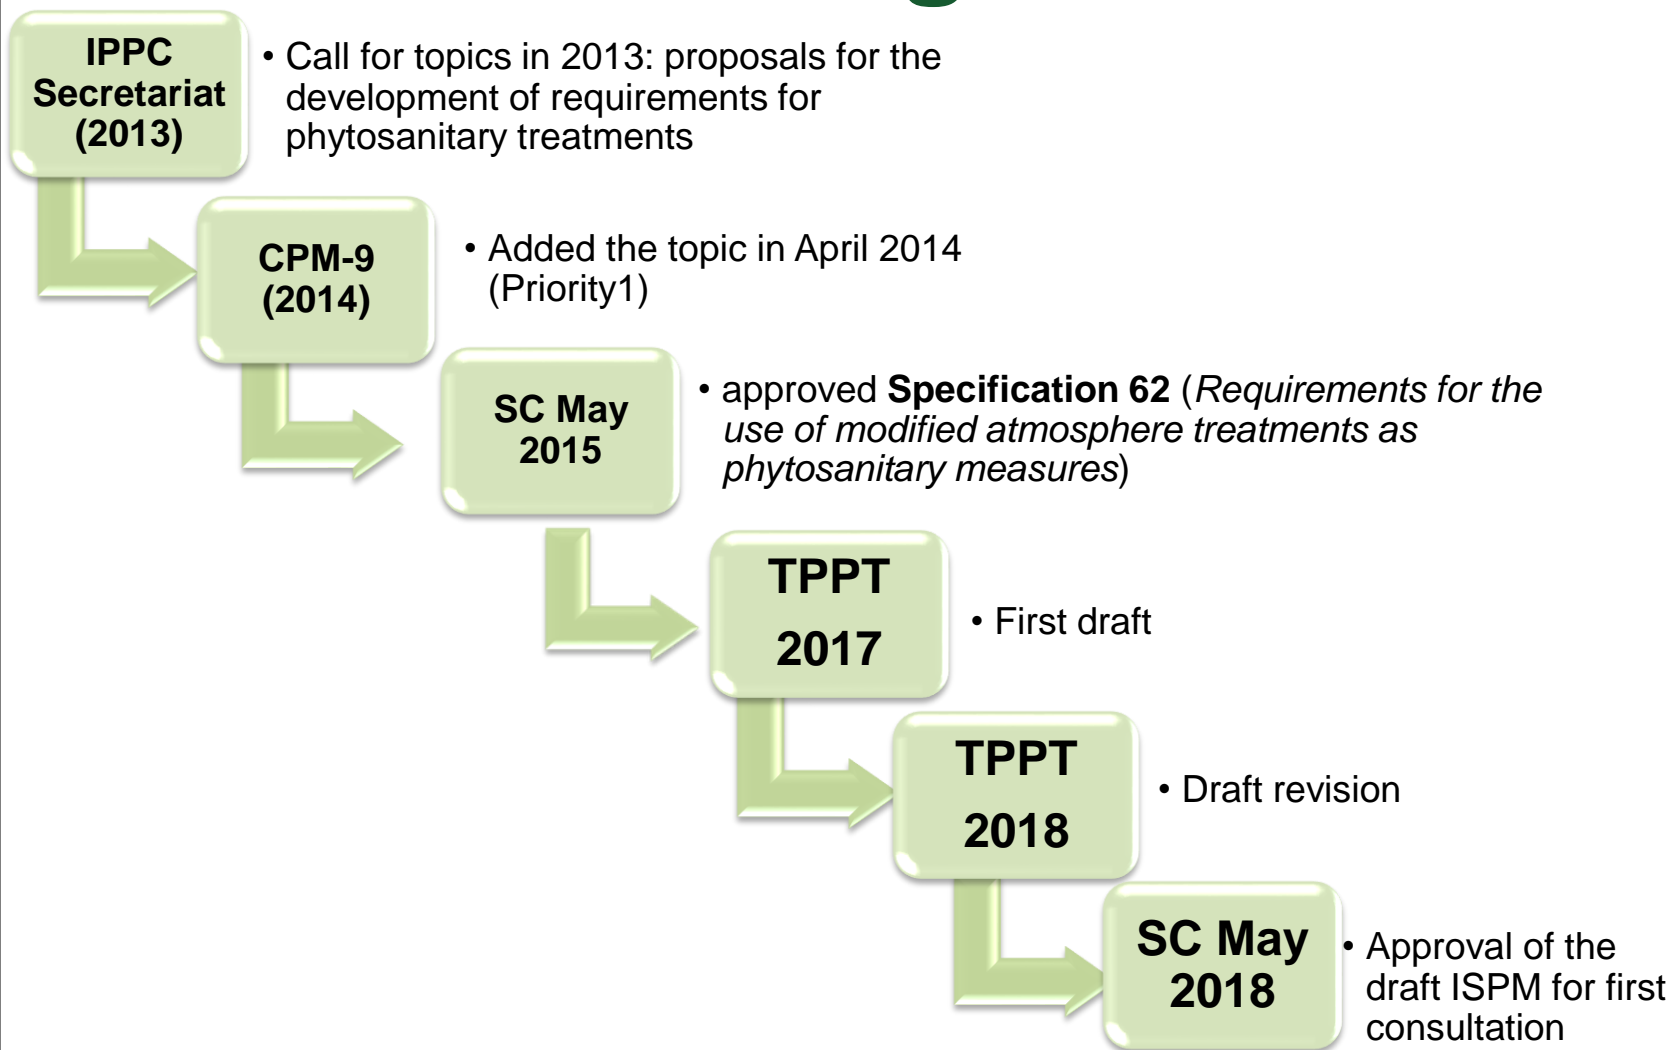 IPPC
Secretariat
(2013)
• Call for topics in 2013: proposals for the
development of requirements for
phytosanitary treatments
CPM-9
(2014)
• Added the topic in April 2014
(Priority1)
SC May
2015
• approved Specification 62 (Requirements for the
use of modified atmosphere treatments as
phytosanitary measures)
TPPT
2017
• First draft
TPPT
2018
• Draft revision
SC May
2018
• Approval of the
draft ISPM for first
consultation